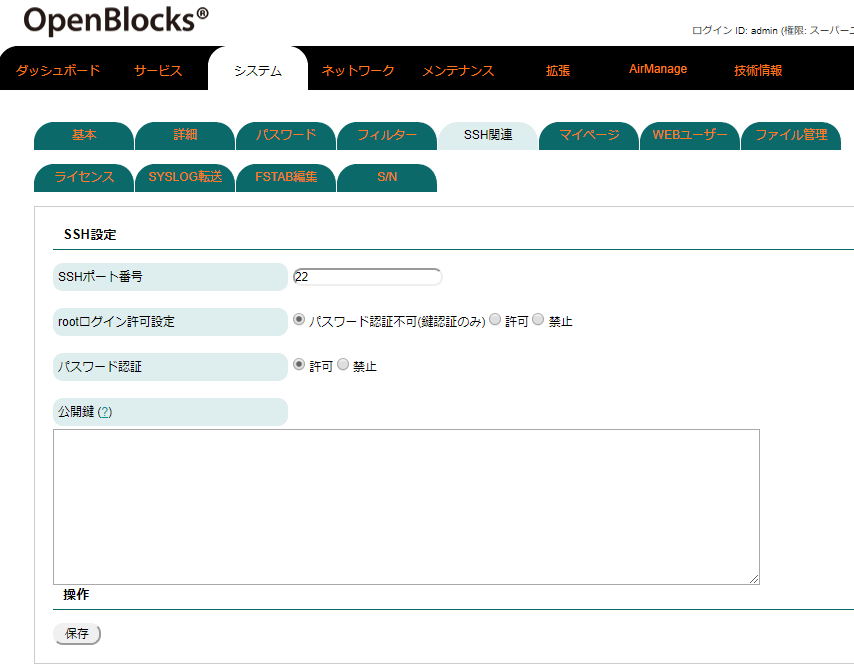 OpenBlocks®
ログイン ID: admin (権限: スーパーユ
ダッシュボード サービス システム ネットワーク メンテナンス 拡張 AirManage 技術情報
基本 詳細 パスワード フィルター SSH関連 マイページ WEBユーザー ファイル管理
ライセンス SYSLOG転送 FSTAB編集 S/N
SSH設定
SSHポート番号 22
rootログイン許可設定 パスワード認証不可(鍵認証のみ) 許可 禁止
パスワード認証 許可 禁止
公開鍵 (?)
操作
保存